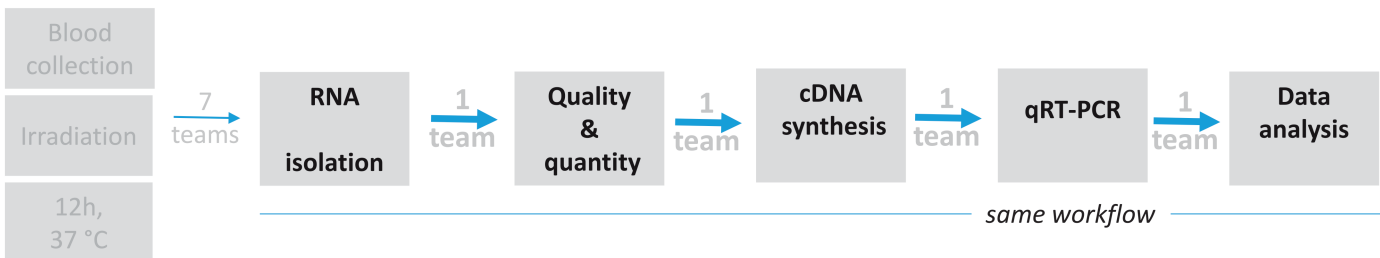 Blood
collection
Irradiation
12h,
37 °C
7
teams
RNA
isolation
1
team
Quality
&
quantity
1
team
cDNA
synthesis
1
team
qRT-PCR
1
team
Data
analysis
same workflow